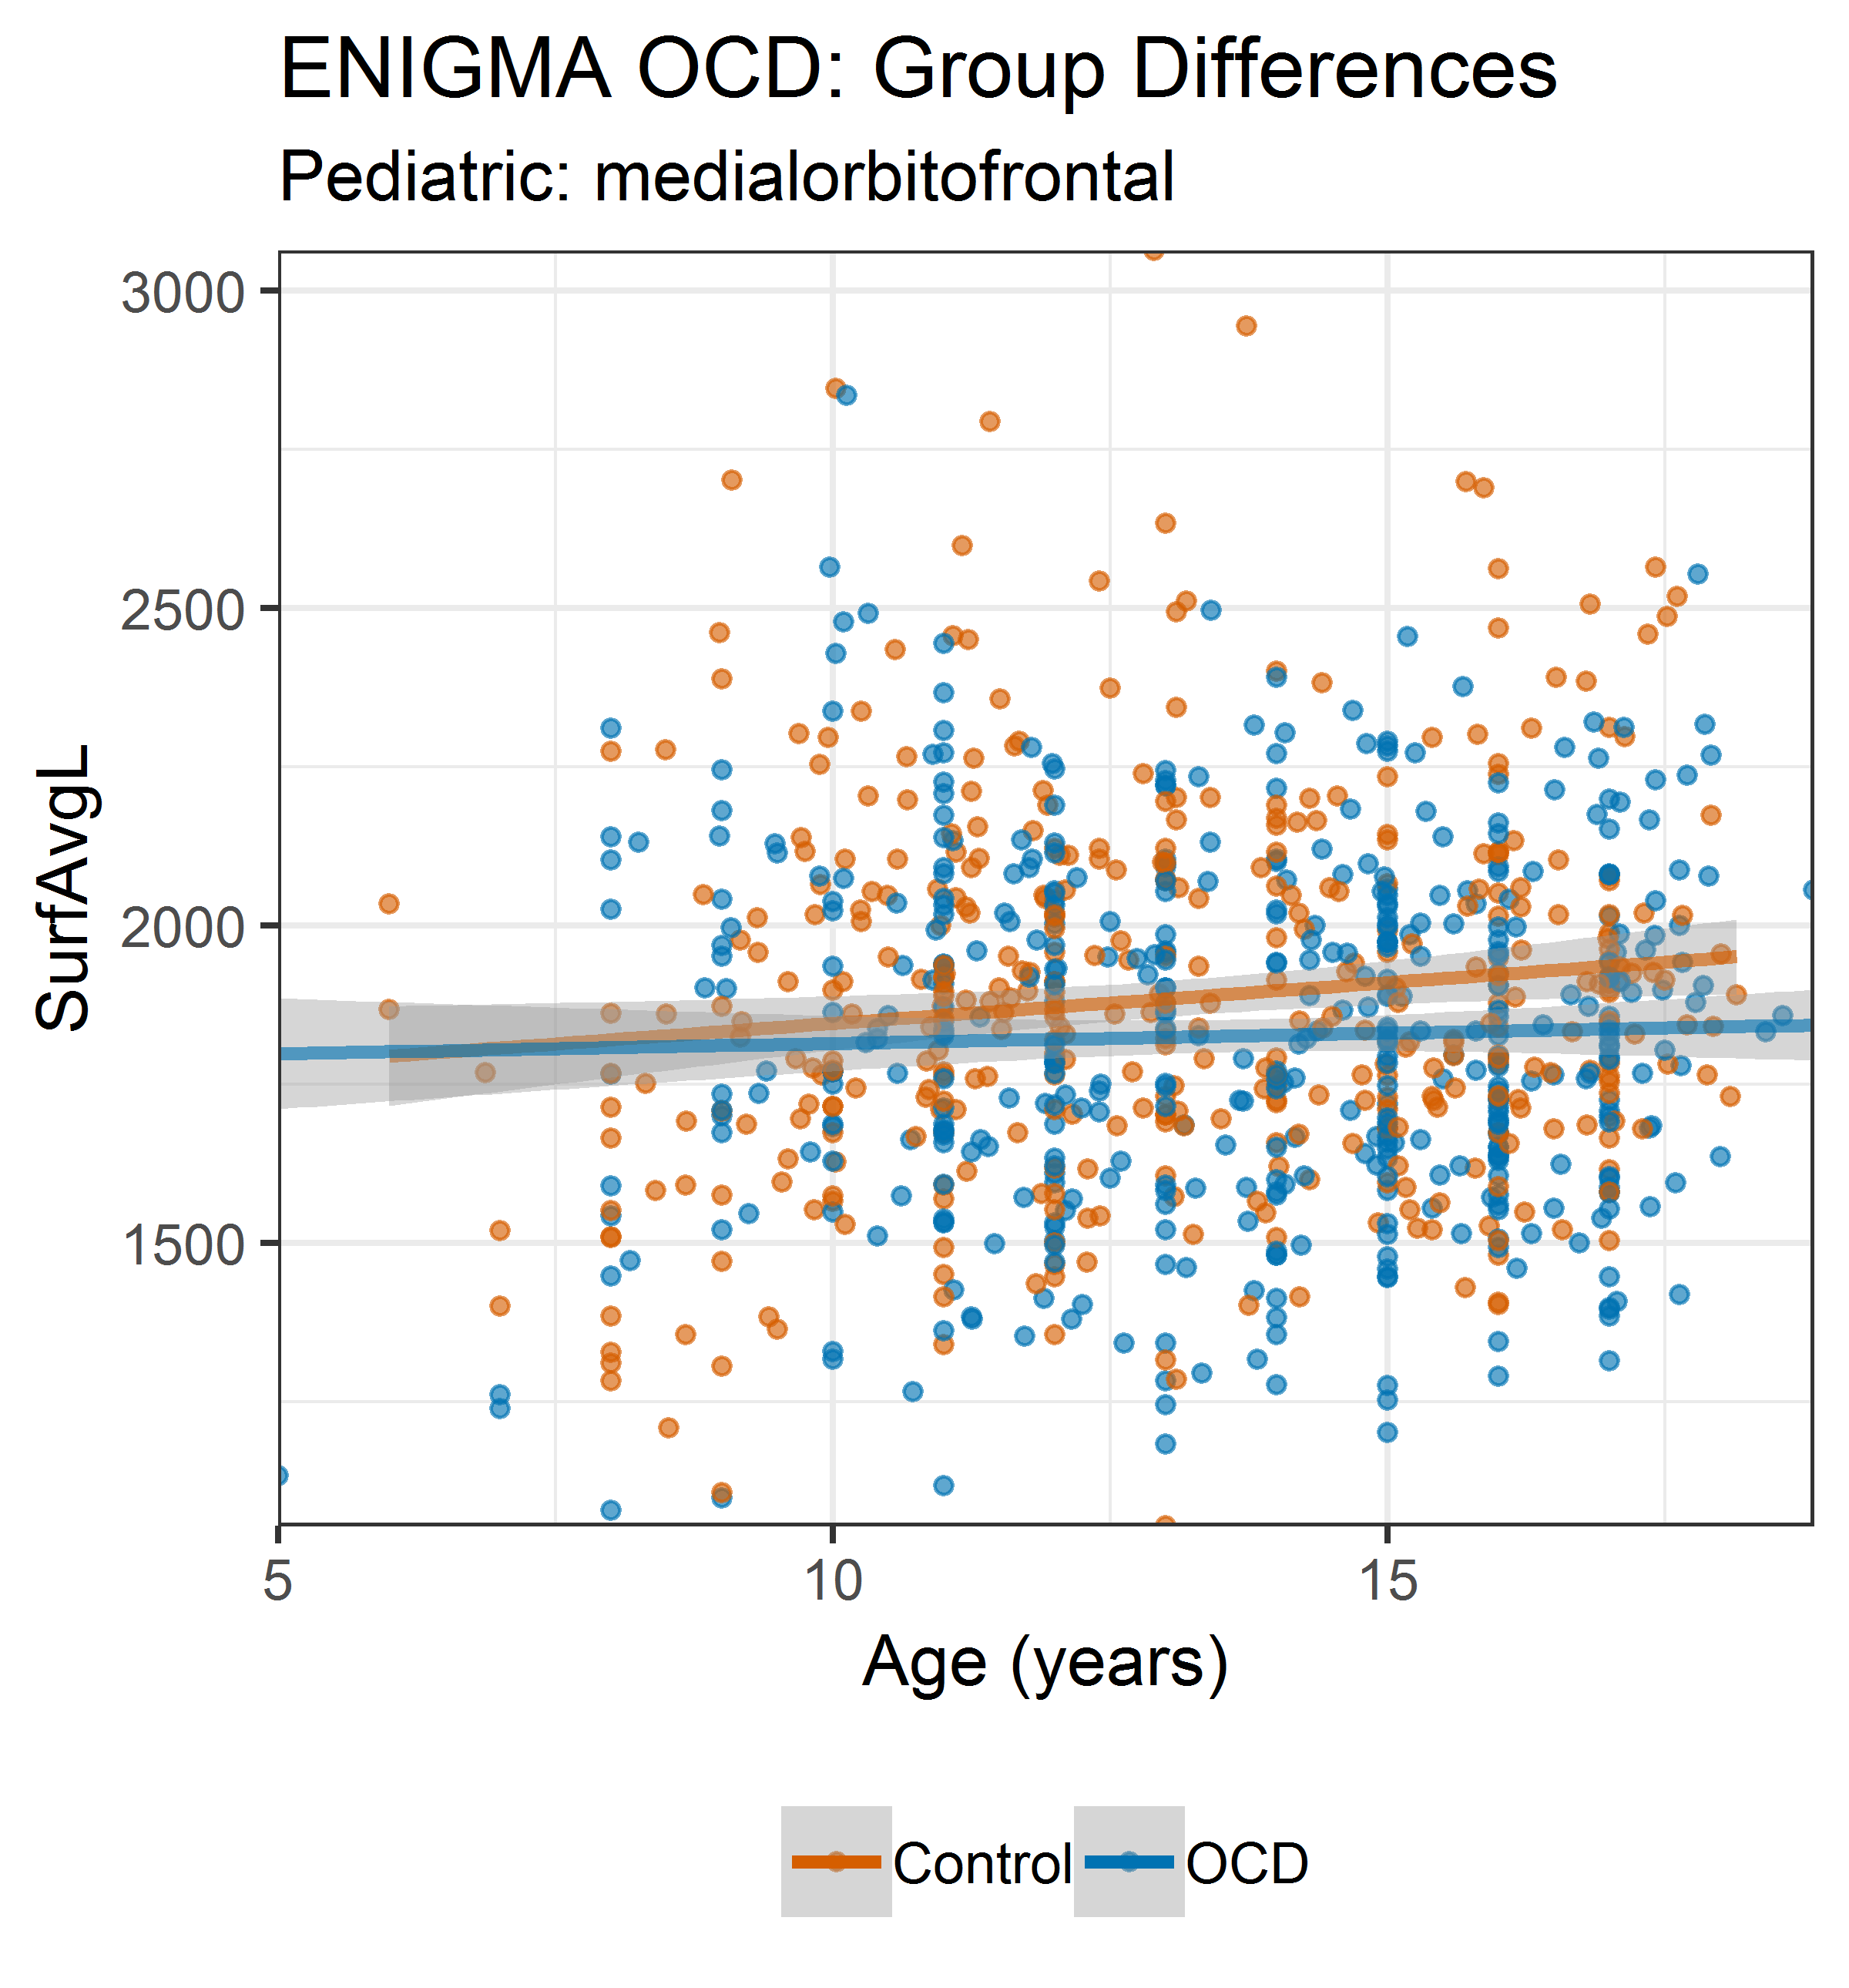 ENIGMA OCD: Group Differences
Pediatric: medialorbitofrontal
3000
2500
2000
1500
SurfAvgL
5 10 15
Age (years)
Control OCD